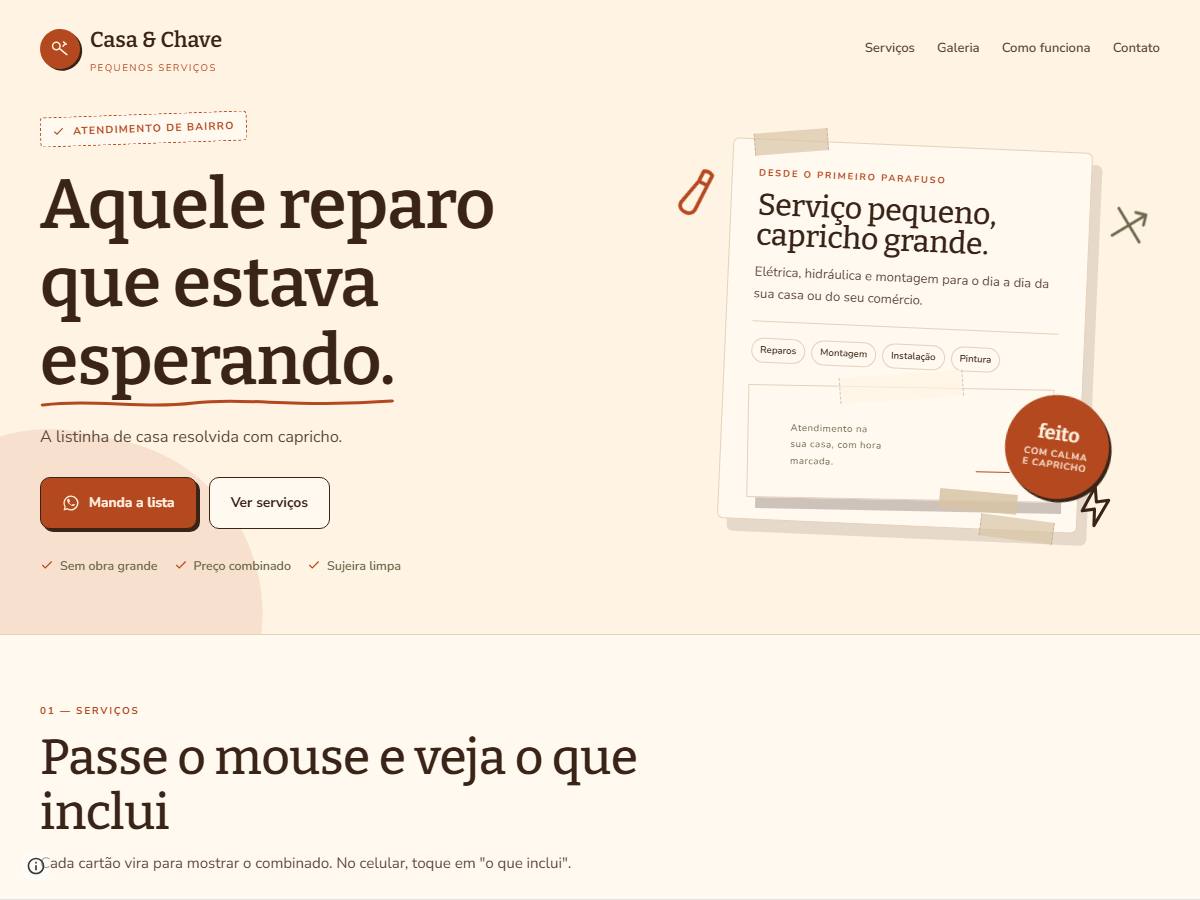 Casa & Chave
PEQUENOS SERVIÇOS
Serviços
Galeria
Como funciona
Contato
ATENDIMENTO DE BAIRRO
Aquele reparo
que estava
esperando.
A listinha de casa resolvida com capricho.
Manda a lista
Ver serviços
Sem obra grande
Preço combinado
Sujeira limpa
DESDE O PRIMEIRO PARAFUSO
Serviço pequeno,
capricho grande.
Elétrica, hidráulica e montagem para o dia a dia da
sua casa ou do seu comércio.
Reparos
Montagem
Instalação
Pintura
Atendimento na
sua casa, com hora
marcada.
feito
COM CALMA
E CAPRICHO
01 — SERVIÇOS
Passe o mouse e veja o que
inclui
Cada cartão vira para mostrar o combinado. No celular, toque em "o que inclui".